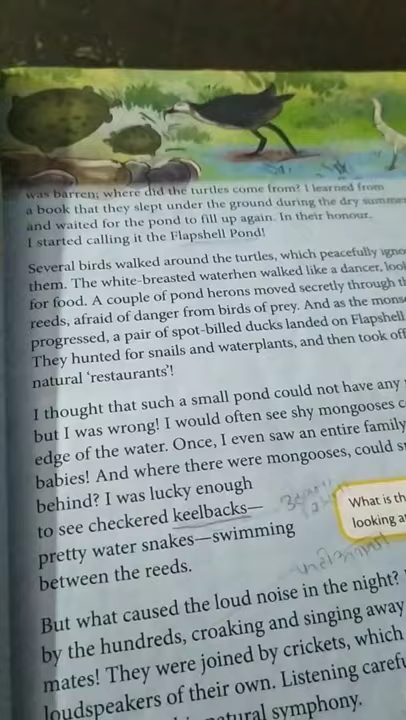 was barren; where did the turtles come from? I learned from
a book that they slept under the ground during the dry summer
and waited for the pond to fill up again. In their honour,
I started calling it the Flapshell Pond!
Several birds walked around the turtles, which peacefully igno
them. The white-breasted waterhen walked like a dancer, loo
for food. A couple of pond herons moved secretly through th
reeds, afraid of danger from birds of prey. And as the mons
progressed, a pair of spot-billed ducks landed on Flapshell
They hunted for snails and waterplants, and then took off
natural ‘restaurants’!
I thought that such a small pond could not have any
but I was wrong! I would often see shy mongooses c
edge of the water. Once, I even saw an entire family
babies! And where there were mongooses, could s
behind? I was lucky enough
to see checkered keelbacks—
pretty water snakes—swimming
between the reeds.
What is th
looking a
But what caused the loud noise in the night?
by the hundreds, croaking and singing away
mates! They were joined by crickets, which
loudspeakers of their own. Listening carefu
natural symphony.